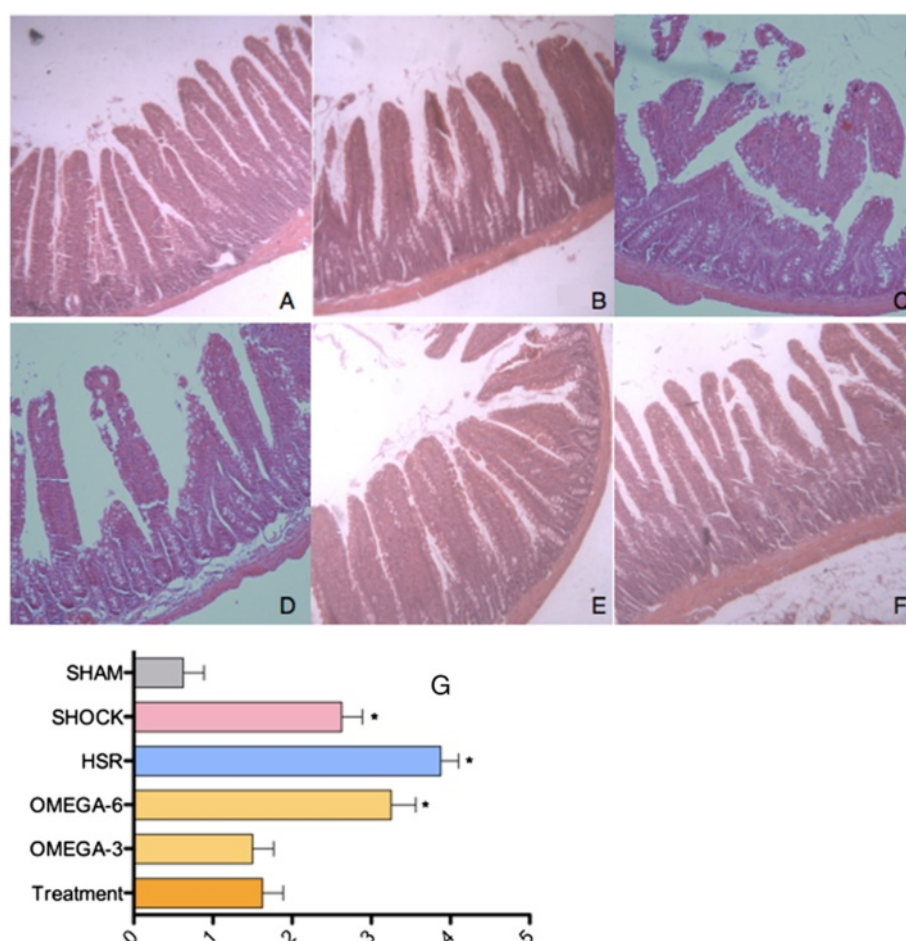 A
B
C
D
E
F
G
SHAM
SHOCK *
HSR *
OMEGA-6 *
OMEGA-3
Treatment
0 1 2 3 4 5